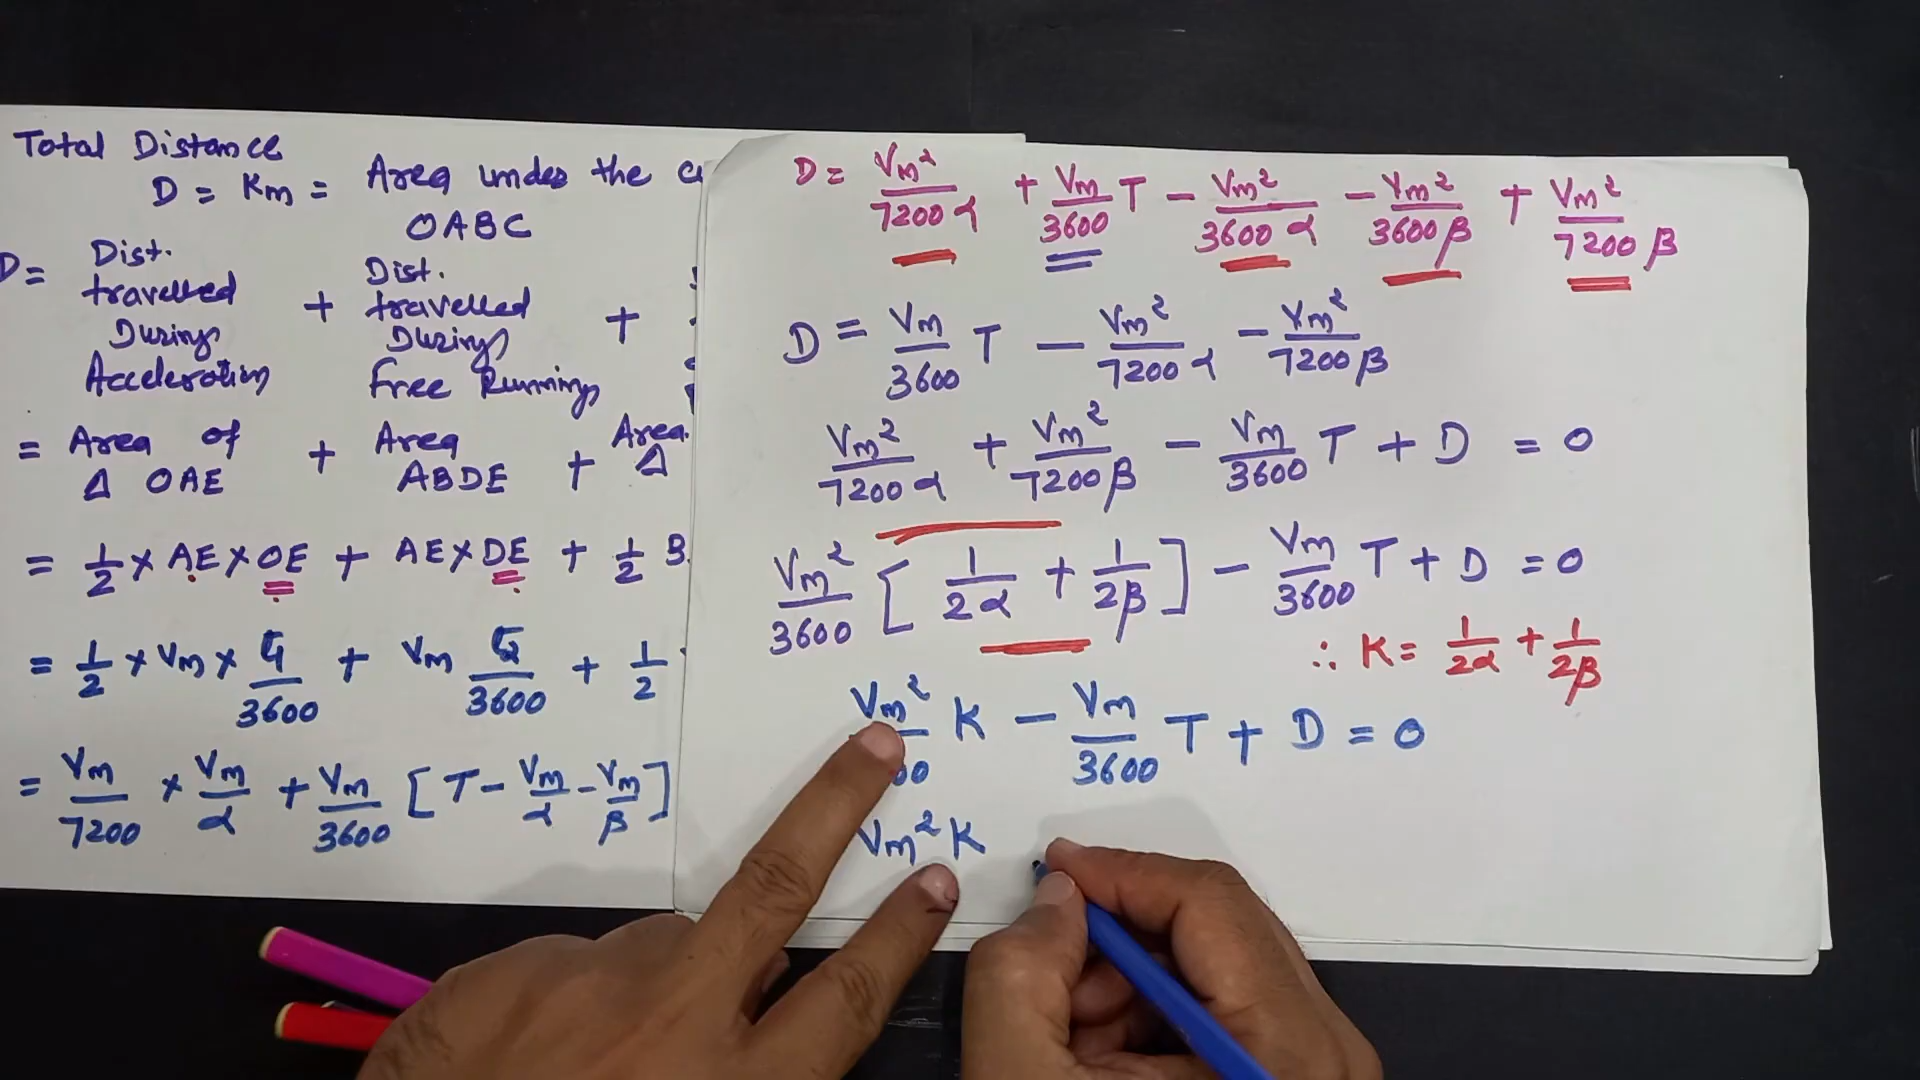 Total Distance
D = Km = Area under the c
OABC
D = Dist. travelled During Acceleration + Dist. travelled During Free Running +
= Area of Δ OAE + Area ABDE + Area Δ
= 1/2 × AE × OE + AE × DE + 1/2 B
= 1/2 × Vm × t1/3600 + Vm t2/3600 + 1/2
= Vm/7200 × Vm/α + Vm/3600 [T - Vm/α - Vm/β]
D = Vm²/7200α + Vm/3600 T - Vm²/3600α - Vm²/3600β + Vm²/7200β
D = Vm/3600 T - Vm²/7200α - Vm²/7200β
Vm²/7200α + Vm²/7200β - Vm/3600 T + D = 0
Vm²/3600 [1/2α + 1/2β] - Vm/3600 T + D = 0
∴ K = 1/2α + 1/2β
Vm²/00 K - Vm/3600 T + D = 0
Vm² K